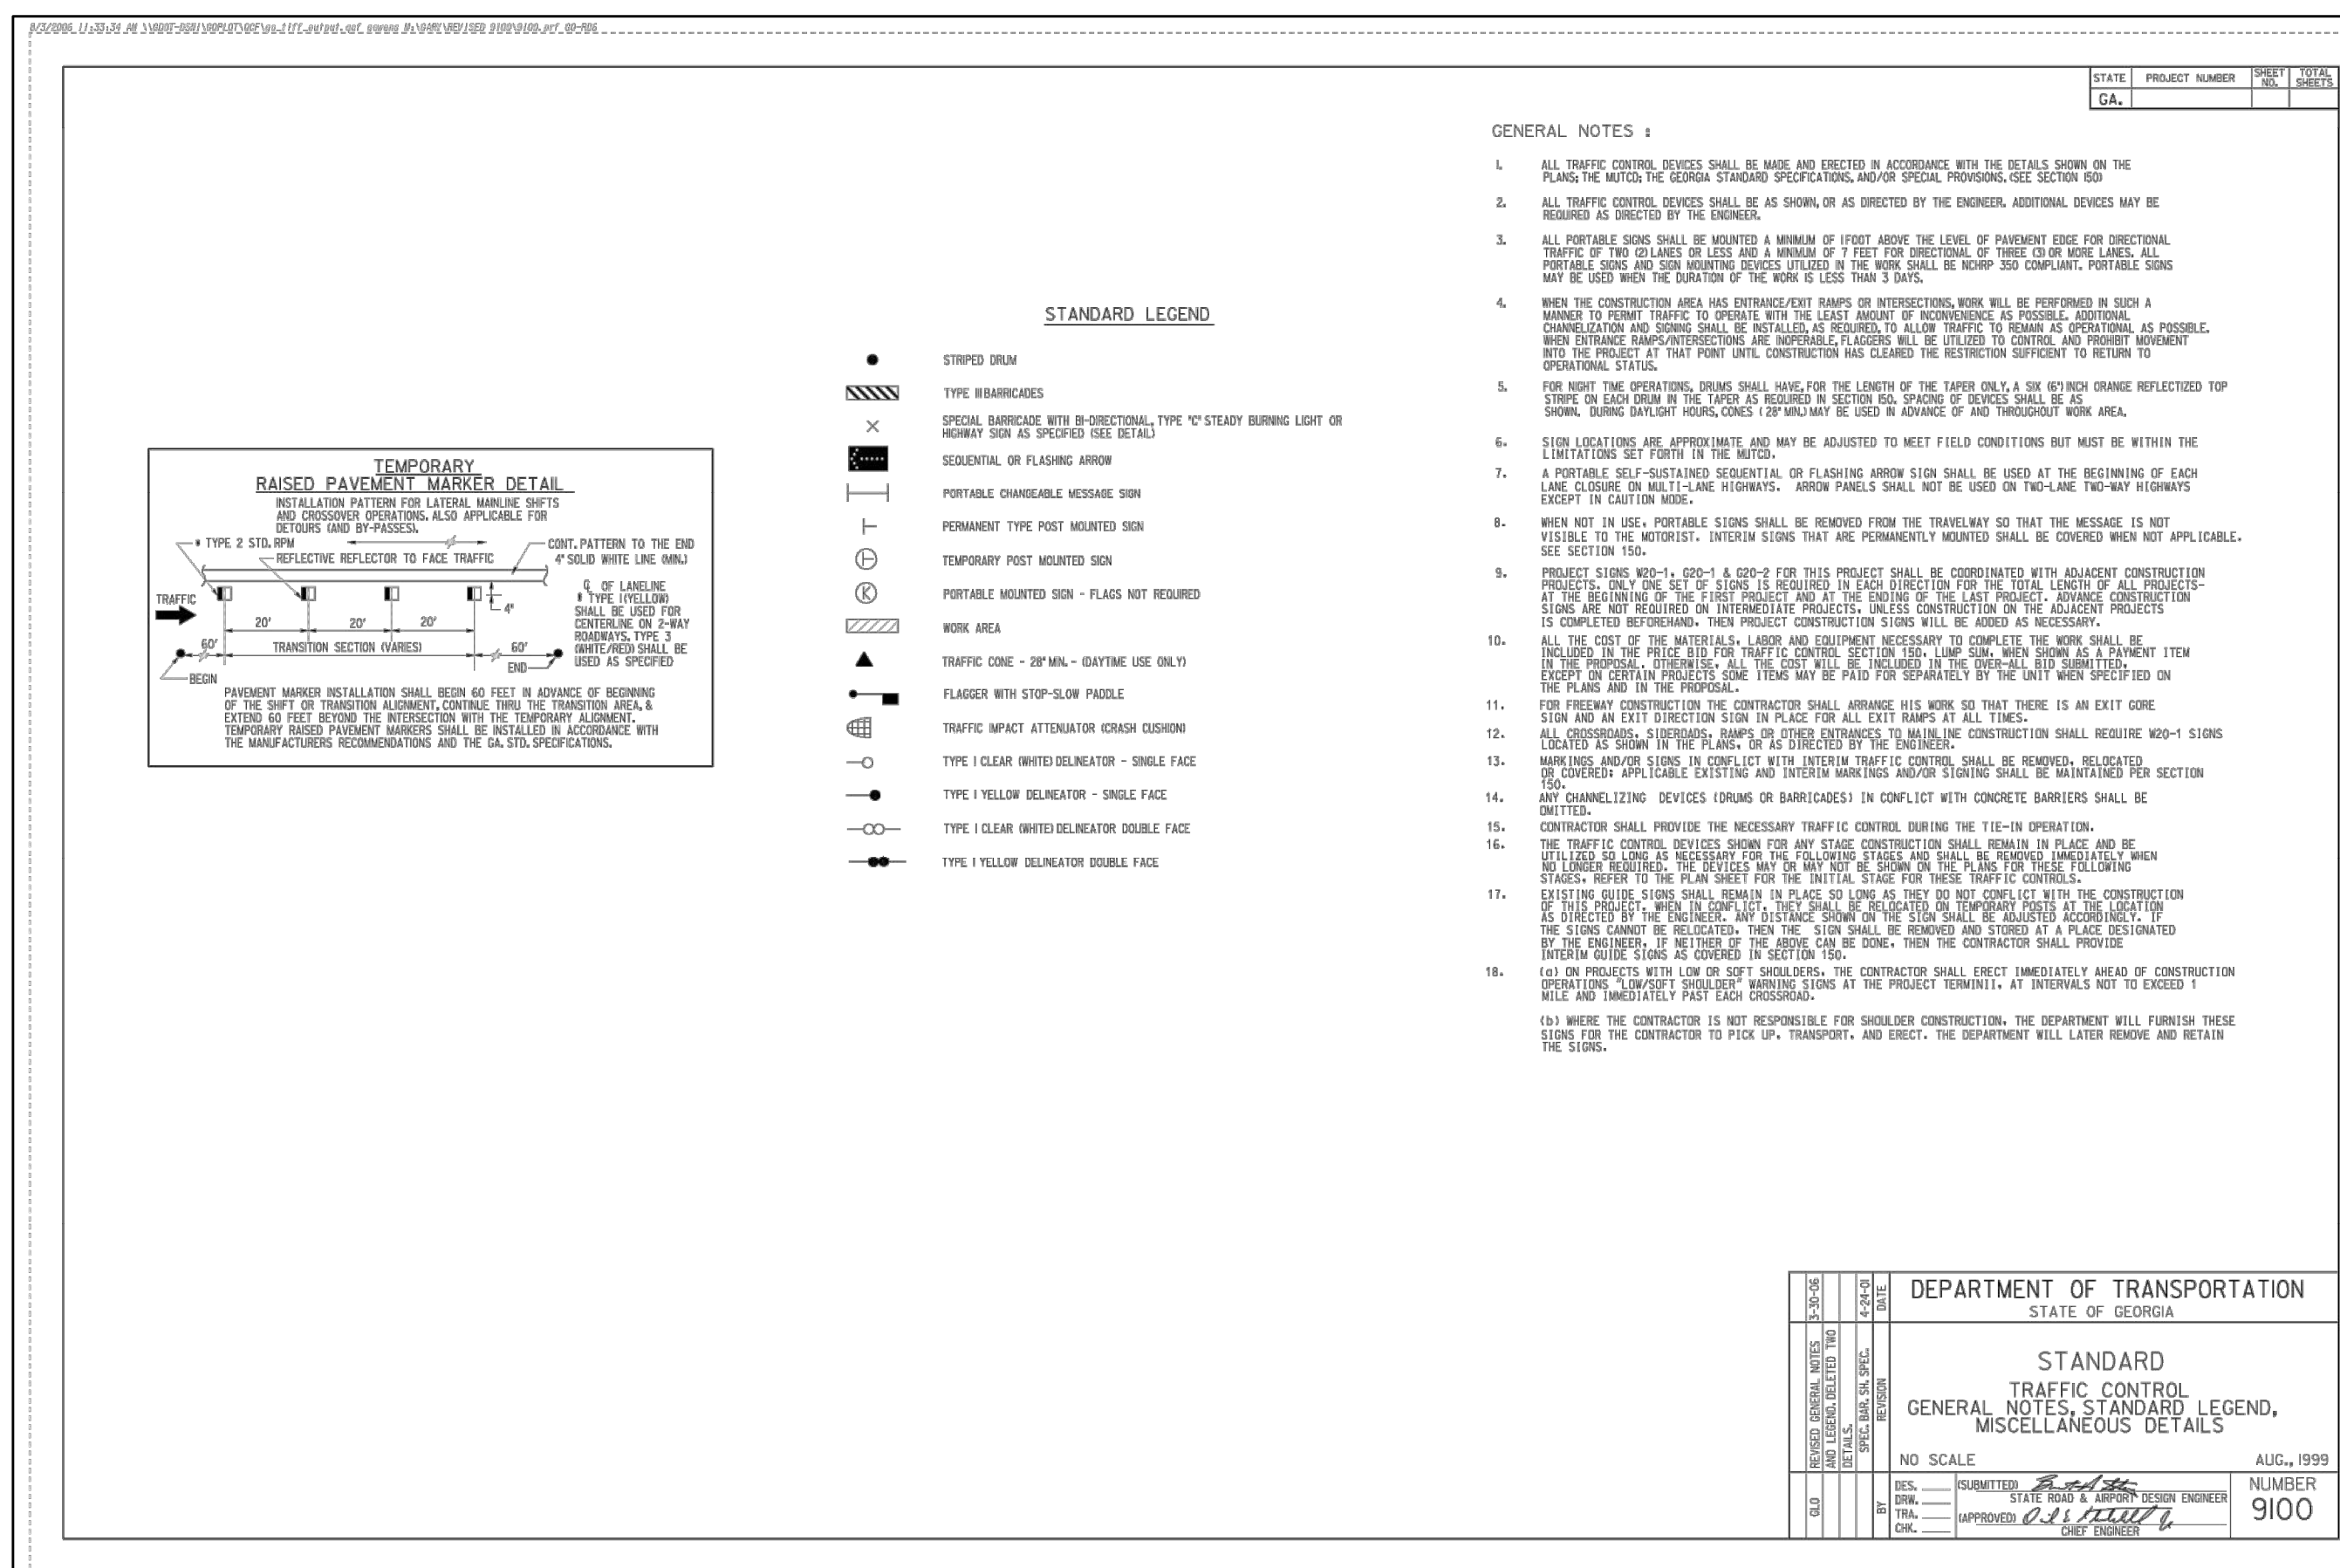 8/3/2006 11:33:34 AM \\GDOT-DSN1\GOPLOT\QCF\go_tiff_output.qcf gowens M:\GARY\REVISED 9100\9100.prf GO-RD6
STATE PROJECT NUMBER SHEET NO. TOTAL SHEETS
GA.
GENERAL NOTES :
1. ALL TRAFFIC CONTROL DEVICES SHALL BE MADE AND ERECTED IN ACCORDANCE WITH THE DETAILS SHOWN ON THE
PLANS; THE MUTCD; THE GEORGIA STANDARD SPECIFICATIONS, AND/OR SPECIAL PROVISIONS. (SEE SECTION 150)
2. ALL TRAFFIC CONTROL DEVICES SHALL BE AS SHOWN, OR AS DIRECTED BY THE ENGINEER. ADDITIONAL DEVICES MAY BE
REQUIRED AS DIRECTED BY THE ENGINEER.
3. ALL PORTABLE SIGNS SHALL BE MOUNTED A MINIMUM OF 1FOOT ABOVE THE LEVEL OF PAVEMENT EDGE FOR DIRECTIONAL
TRAFFIC OF TWO (2) LANES OR LESS AND A MINIMUM OF 7 FEET FOR DIRECTIONAL OF THREE (3) OR MORE LANES. ALL
PORTABLE SIGNS AND SIGN MOUNTING DEVICES UTILIZED IN THE WORK SHALL BE NCHRP 350 COMPLIANT. PORTABLE SIGNS
MAY BE USED WHEN THE DURATION OF THE WORK IS LESS THAN 3 DAYS.
4. WHEN THE CONSTRUCTION AREA HAS ENTRANCE/EXIT RAMPS OR INTERSECTIONS, WORK WILL BE PERFORMED IN SUCH A
MANNER TO PERMIT TRAFFIC TO OPERATE WITH THE LEAST AMOUNT OF INCONVENIENCE AS POSSIBLE. ADDITIONAL
CHANNELIZATION AND SIGNING SHALL BE INSTALLED, AS REQUIRED, TO ALLOW TRAFFIC TO REMAIN AS OPERATIONAL AS POSSIBLE.
WHEN ENTRANCE RAMPS/INTERSECTIONS ARE INOPERABLE, FLAGGERS WILL BE UTILIZED TO CONTROL AND PROHIBIT MOVEMENT
INTO THE PROJECT AT THAT POINT UNTIL CONSTRUCTION HAS CLEARED THE RESTRICTION SUFFICIENT TO RETURN TO
OPERATIONAL STATUS.
5. FOR NIGHT TIME OPERATIONS, DRUMS SHALL HAVE, FOR THE LENGTH OF THE TAPER ONLY, A SIX (6") INCH ORANGE REFLECTIZED TOP
STRIPE ON EACH DRUM IN THE TAPER AS REQUIRED IN SECTION 150. SPACING OF DEVICES SHALL BE AS
SHOWN. DURING DAYLIGHT HOURS, CONES ( 28" MIN.) MAY BE USED IN ADVANCE OF AND THROUGHOUT WORK AREA.
6. SIGN LOCATIONS ARE APPROXIMATE AND MAY BE ADJUSTED TO MEET FIELD CONDITIONS BUT MUST BE WITHIN THE
LIMITATIONS SET FORTH IN THE MUTCD.
7. A PORTABLE SELF-SUSTAINED SEQUENTIAL OR FLASHING ARROW SIGN SHALL BE USED AT THE BEGINNING OF EACH
LANE CLOSURE ON MULTI-LANE HIGHWAYS. ARROW PANELS SHALL NOT BE USED ON TWO-LANE TWO-WAY HIGHWAYS
EXCEPT IN CAUTION MODE.
8. WHEN NOT IN USE, PORTABLE SIGNS SHALL BE REMOVED FROM THE TRAVELWAY SO THAT THE MESSAGE IS NOT
VISIBLE TO THE MOTORIST. INTERIM SIGNS THAT ARE PERMANENTLY MOUNTED SHALL BE COVERED WHEN NOT APPLICABLE.
SEE SECTION 150.
9. PROJECT SIGNS W20-1, G20-1 & G20-2 FOR THIS PROJECT SHALL BE COORDINATED WITH ADJACENT CONSTRUCTION
PROJECTS. ONLY ONE SET OF SIGNS IS REQUIRED IN EACH DIRECTION FOR THE TOTAL LENGTH OF ALL PROJECTS-
AT THE BEGINNING OF THE FIRST PROJECT AND AT THE ENDING OF THE LAST PROJECT. ADVANCE CONSTRUCTION
SIGNS ARE NOT REQUIRED ON INTERMEDIATE PROJECTS, UNLESS CONSTRUCTION ON THE ADJACENT PROJECTS
IS COMPLETED BEFOREHAND. THEN PROJECT CONSTRUCTION SIGNS WILL BE ADDED AS NECESSARY.
10. ALL THE COST OF THE MATERIALS, LABOR AND EQUIPMENT NECESSARY TO COMPLETE THE WORK SHALL BE
INCLUDED IN THE PRICE BID FOR TRAFFIC CONTROL SECTION 150, LUMP SUM, WHEN SHOWN AS A PAYMENT ITEM
IN THE PROPOSAL. OTHERWISE, ALL THE COST WILL BE INCLUDED IN THE OVER-ALL BID SUBMITTED,
EXCEPT ON CERTAIN PROJECTS SOME ITEMS MAY BE PAID FOR SEPARATELY BY THE UNIT WHEN SPECIFIED ON
THE PLANS AND IN THE PROPOSAL.
11. FOR FREEWAY CONSTRUCTION THE CONTRACTOR SHALL ARRANGE HIS WORK SO THAT THERE IS AN EXIT GORE
SIGN AND AN EXIT DIRECTION SIGN IN PLACE FOR ALL EXIT RAMPS AT ALL TIMES.
12. ALL CROSSROADS, SIDEROADS, RAMPS OR OTHER ENTRANCES TO MAINLINE CONSTRUCTION SHALL REQUIRE W20-1 SIGNS
LOCATED AS SHOWN IN THE PLANS, OR AS DIRECTED BY THE ENGINEER.
13. MARKINGS AND/OR SIGNS IN CONFLICT WITH INTERIM TRAFFIC CONTROL SHALL BE REMOVED, RELOCATED
OR COVERED; APPLICABLE EXISTING AND INTERIM MARKINGS AND/OR SIGNING SHALL BE MAINTAINED PER SECTION
150.
14. ANY CHANNELIZING DEVICES (DRUMS OR BARRICADES) IN CONFLICT WITH CONCRETE BARRIERS SHALL BE
OMITTED.
15. CONTRACTOR SHALL PROVIDE THE NECESSARY TRAFFIC CONTROL DURING THE TIE-IN OPERATION.
16. THE TRAFFIC CONTROL DEVICES SHOWN FOR ANY STAGE CONSTRUCTION SHALL REMAIN IN PLACE AND BE
UTILIZED SO LONG AS NECESSARY FOR THE FOLLOWING STAGES AND SHALL BE REMOVED IMMEDIATELY WHEN
NO LONGER REQUIRED. THE DEVICES MAY OR MAY NOT BE SHOWN ON THE PLANS FOR THESE FOLLOWING
STAGES. REFER TO THE PLAN SHEET FOR THE INITIAL STAGE FOR THESE TRAFFIC CONTROLS.
17. EXISTING GUIDE SIGNS SHALL REMAIN IN PLACE SO LONG AS THEY DO NOT CONFLICT WITH THE CONSTRUCTION
OF THIS PROJECT. WHEN IN CONFLICT, THEY SHALL BE RELOCATED ON TEMPORARY POSTS AT THE LOCATION
AS DIRECTED BY THE ENGINEER. ANY DISTANCE SHOWN ON THE SIGN SHALL BE ADJUSTED ACCORDINGLY. IF
THE SIGNS CANNOT BE RELOCATED, THEN THE SIGN SHALL BE REMOVED AND STORED AT A PLACE DESIGNATED
BY THE ENGINEER. IF NEITHER OF THE ABOVE CAN BE DONE, THEN THE CONTRACTOR SHALL PROVIDE
INTERIM GUIDE SIGNS AS COVERED IN SECTION 150.
18. (a) ON PROJECTS WITH LOW OR SOFT SHOULDERS, THE CONTRACTOR SHALL ERECT IMMEDIATELY AHEAD OF CONSTRUCTION
OPERATIONS "LOW/SOFT SHOULDER" WARNING SIGNS AT THE PROJECT TERMINII, AT INTERVALS NOT TO EXCEED 1
MILE AND IMMEDIATELY PAST EACH CROSSROAD.
(b) WHERE THE CONTRACTOR IS NOT RESPONSIBLE FOR SHOULDER CONSTRUCTION, THE DEPARTMENT WILL FURNISH THESE
SIGNS FOR THE CONTRACTOR TO PICK UP, TRANSPORT, AND ERECT. THE DEPARTMENT WILL LATER REMOVE AND RETAIN
THE SIGNS.
STANDARD LEGEND
STRIPED DRUM
TYPE III BARRICADES
SPECIAL BARRICADE WITH BI-DIRECTIONAL, TYPE "C" STEADY BURNING LIGHT OR
HIGHWAY SIGN AS SPECIFIED (SEE DETAIL)
SEQUENTIAL OR FLASHING ARROW
PORTABLE CHANGEABLE MESSAGE SIGN
PERMANENT TYPE POST MOUNTED SIGN
TEMPORARY POST MOUNTED SIGN
K PORTABLE MOUNTED SIGN - FLAGS NOT REQUIRED
WORK AREA
TRAFFIC CONE - 28" MIN. - (DAYTIME USE ONLY)
FLAGGER WITH STOP-SLOW PADDLE
TRAFFIC IMPACT ATTENUATOR (CRASH CUSHION)
TYPE I CLEAR (WHITE) DELINEATOR - SINGLE FACE
TYPE I YELLOW DELINEATOR - SINGLE FACE
TYPE I CLEAR (WHITE) DELINEATOR DOUBLE FACE
TYPE I YELLOW DELINEATOR DOUBLE FACE
TEMPORARY
RAISED PAVEMENT MARKER DETAIL
INSTALLATION PATTERN FOR LATERAL MAINLINE SHIFTS
AND CROSSOVER OPERATIONS. ALSO APPLICABLE FOR
DETOURS (AND BY-PASSES).
* TYPE 2 STD. RPM
CONT. PATTERN TO THE END
REFLECTIVE REFLECTOR TO FACE TRAFFIC
4" SOLID WHITE LINE (MIN.)
TRAFFIC
4"
℄ OF LANELINE
* TYPE 1 (YELLOW)
SHALL BE USED FOR
CENTERLINE ON 2-WAY
ROADWAYS. TYPE 3
(WHITE/RED) SHALL BE
USED AS SPECIFIED
20' 20' 20'
60' TRANSITION SECTION (VARIES) 60'
BEGIN
END
PAVEMENT MARKER INSTALLATION SHALL BEGIN 60 FEET IN ADVANCE OF BEGINNING
OF THE SHIFT OR TRANSITION ALIGNMENT, CONTINUE THRU THE TRANSITION AREA, &
EXTEND 60 FEET BEYOND THE INTERSECTION WITH THE TEMPORARY ALIGNMENT.
TEMPORARY RAISED PAVEMENT MARKERS SHALL BE INSTALLED IN ACCORDANCE WITH
THE MANUFACTURERS RECOMMENDATIONS AND THE GA. STD. SPECIFICATIONS.
GLO REVISED GENERAL NOTES 3-30-06
AND LEGEND. DELETED TWO
DETAILS.
SPEC. BAR. SH. SPEC. 4-24-01
BY REVISION DATE
DEPARTMENT OF TRANSPORTATION
STATE OF GEORGIA
STANDARD
TRAFFIC CONTROL
GENERAL NOTES, STANDARD LEGEND,
MISCELLANEOUS DETAILS
NO SCALE AUG., 1999
DES.
DRW.
TRA.
CHK.
(SUBMITTED)
STATE ROAD & AIRPORT DESIGN ENGINEER
(APPROVED)
CHIEF ENGINEER
NUMBER
9100